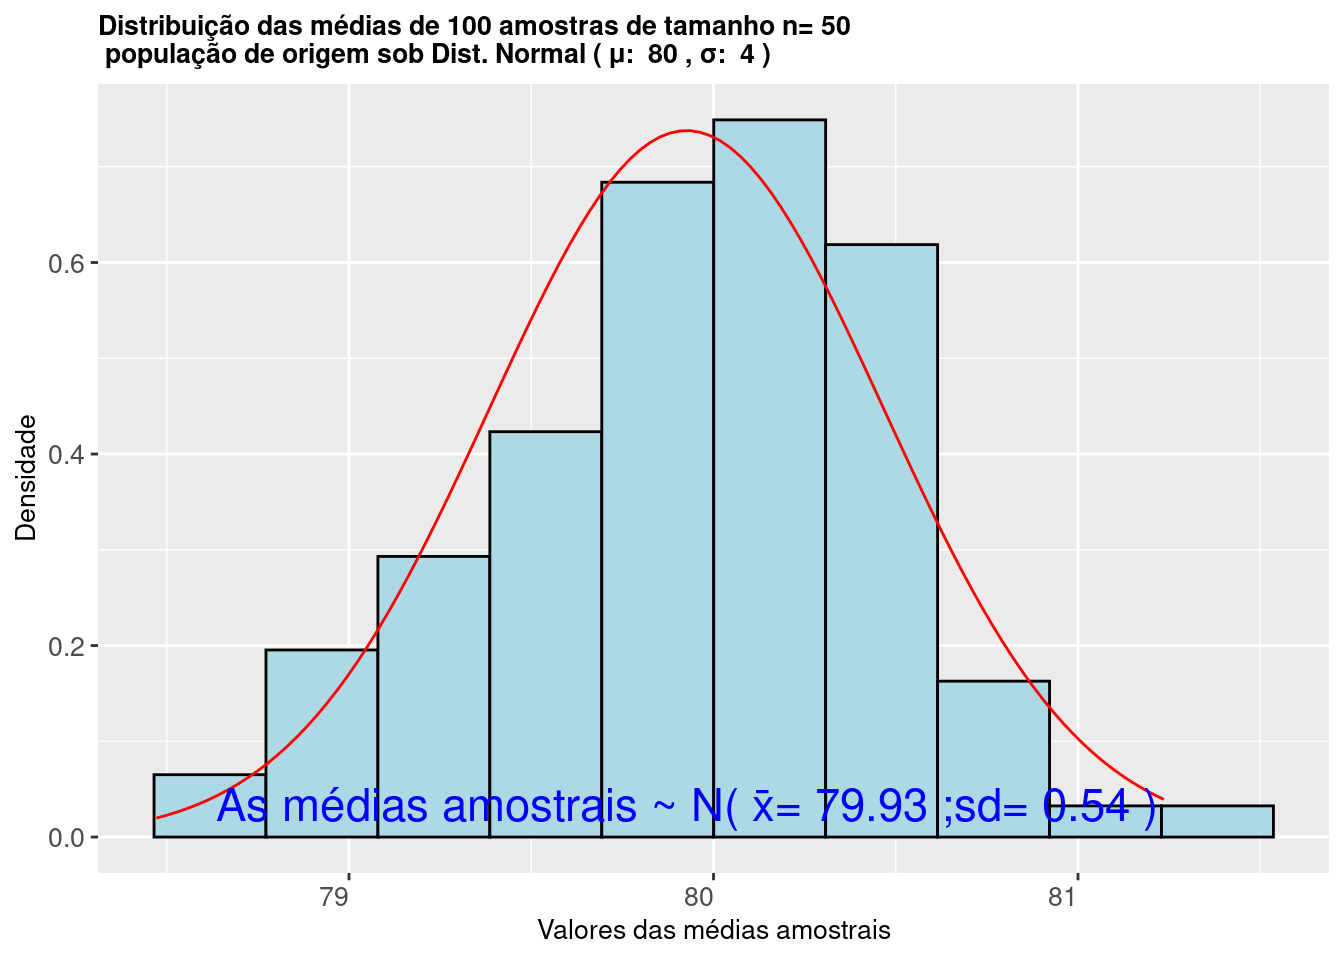 Distribuição das médias de 100 amostras de tamanho n= 50
população de origem sob Dist. Normal ( μ:  80 , σ:  4 )
Densidade
0.6
0.4
0.2
0.0
As médias amostrais ~ N( x̄= 79.93 ;sd= 0.54 )
79 80 81
Valores das médias amostrais